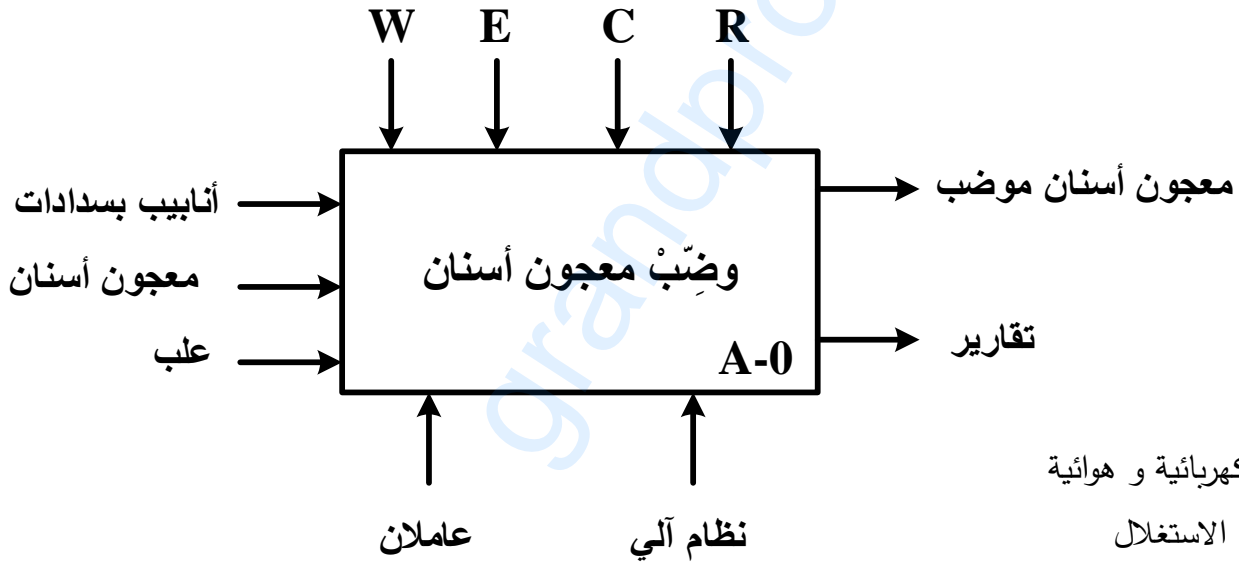 W E C R
أنابيب بسدادات
معجون أسنان
علب
وضِّبْ معجون أسنان
A-0
معجون أسنان موضب
تقارير
عاملان
نظام آلي
كهربائية و هوائية
الاستغلال
grandpro